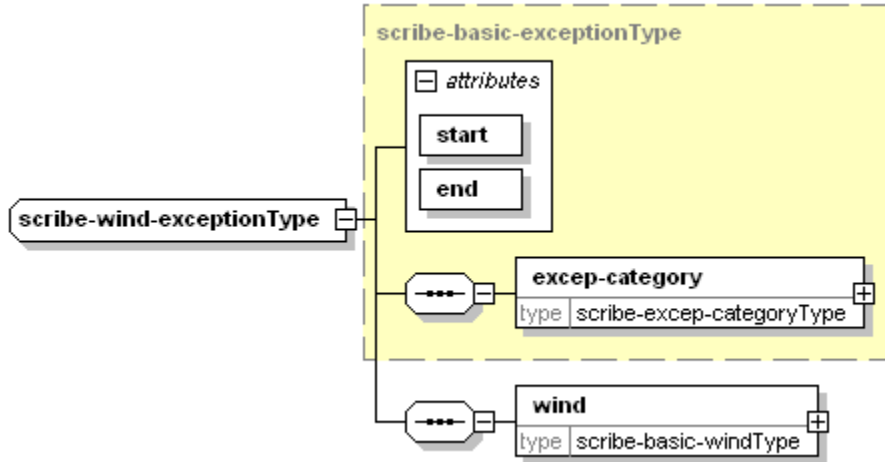 scribe-basic-exceptionType
attributes
start
end
scribe-wind-exceptionType
excep-category
type scribe-excep-categoryType
wind
type scribe-basic-windType